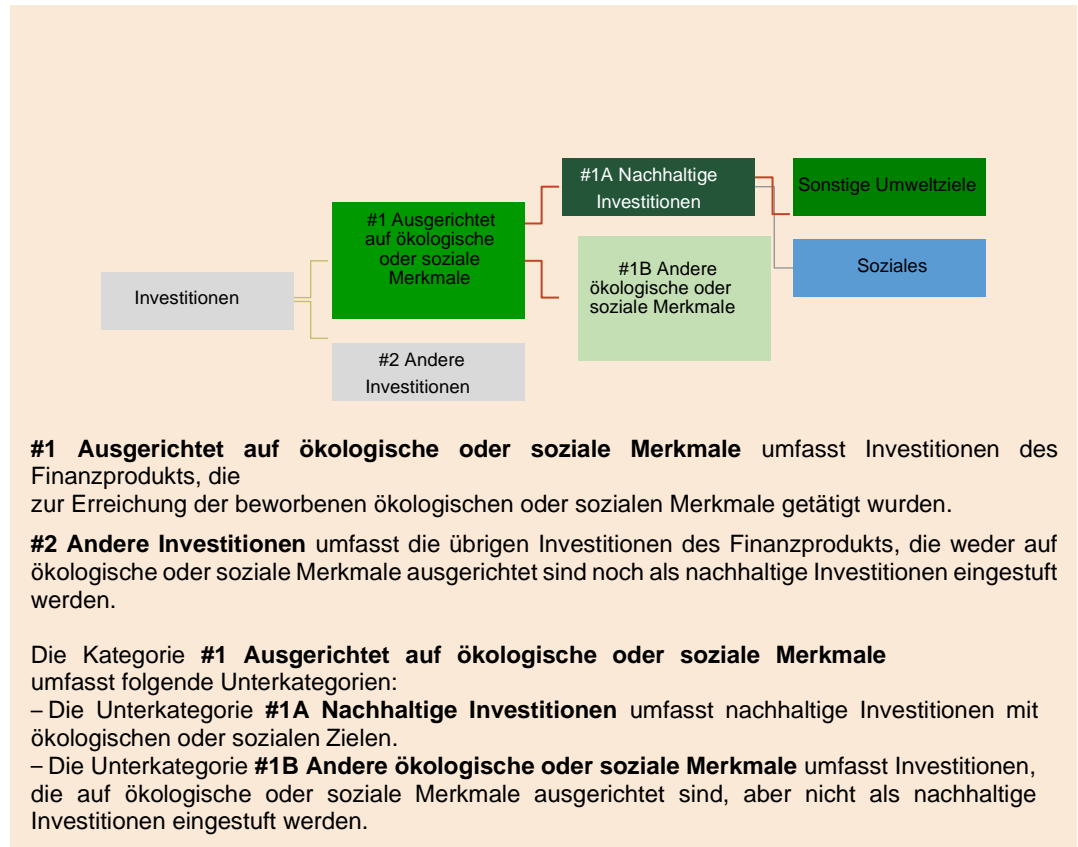 #1A Nachhaltige
Investitionen
Sonstige Umweltziele
#1 Ausgerichtet
auf ökologische
oder soziale
Merkmale
#1B Andere
ökologische oder
soziale Merkmale
Soziales
Investitionen
#2 Andere
Investitionen
#1 Ausgerichtet auf ökologische oder soziale Merkmale umfasst Investitionen des
Finanzprodukts, die
zur Erreichung der beworbenen ökologischen oder sozialen Merkmale getätigt wurden.
#2 Andere Investitionen umfasst die übrigen Investitionen des Finanzprodukts, die weder auf
ökologische oder soziale Merkmale ausgerichtet sind noch als nachhaltige Investitionen eingestuft
werden.
Die Kategorie #1 Ausgerichtet auf ökologische oder soziale Merkmale
umfasst folgende Unterkategorien:
– Die Unterkategorie #1A Nachhaltige Investitionen umfasst nachhaltige Investitionen mit
ökologischen oder sozialen Zielen.
– Die Unterkategorie #1B Andere ökologische oder soziale Merkmale umfasst Investitionen,
die auf ökologische oder soziale Merkmale ausgerichtet sind, aber nicht als nachhaltige
Investitionen eingestuft werden.